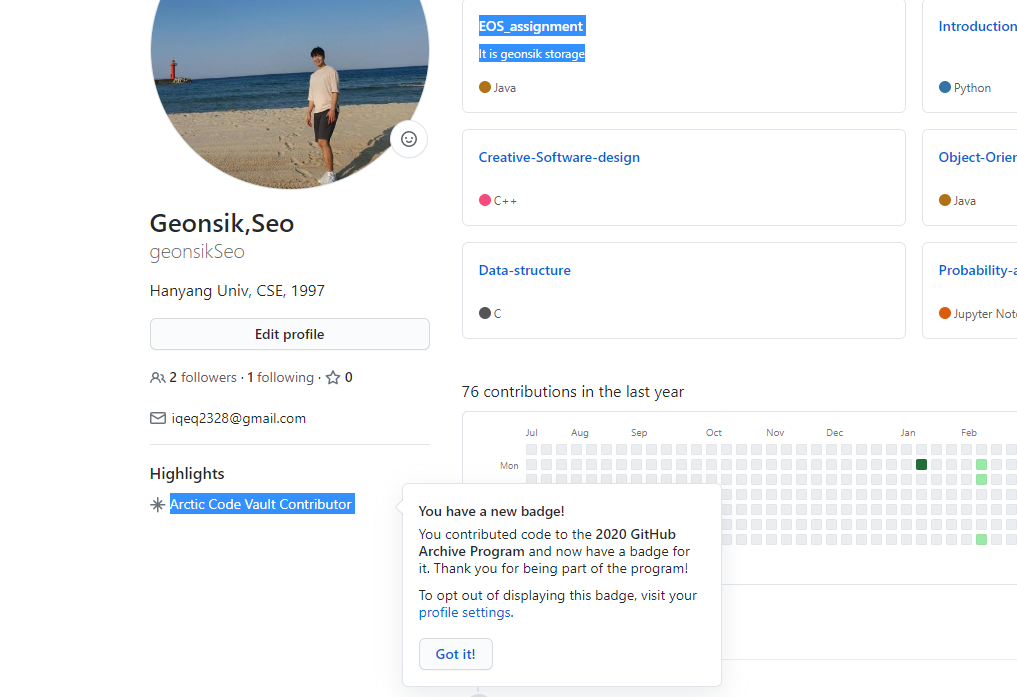 EOS_assignment
It is geonsik storage
Java
Introduction
Python
Creative-Software-design
C++
Object-Orier
Java
Data-structure
C
Probability-a
Jupyter Note
Geonsik,Seo
geonsikSeo
Hanyang Univ, CSE, 1997
Edit profile
2 followers · 1 following · 0
iqeq2328@gmail.com
Highlights
Arctic Code Vault Contributor
76 contributions in the last year
Jul Aug Sep Oct Nov Dec Jan Feb
Mon
You have a new badge!
You contributed code to the 2020 GitHub
Archive Program and now have a badge for
it. Thank you for being part of the program!
To opt out of displaying this badge, visit your
profile settings.
Got it!